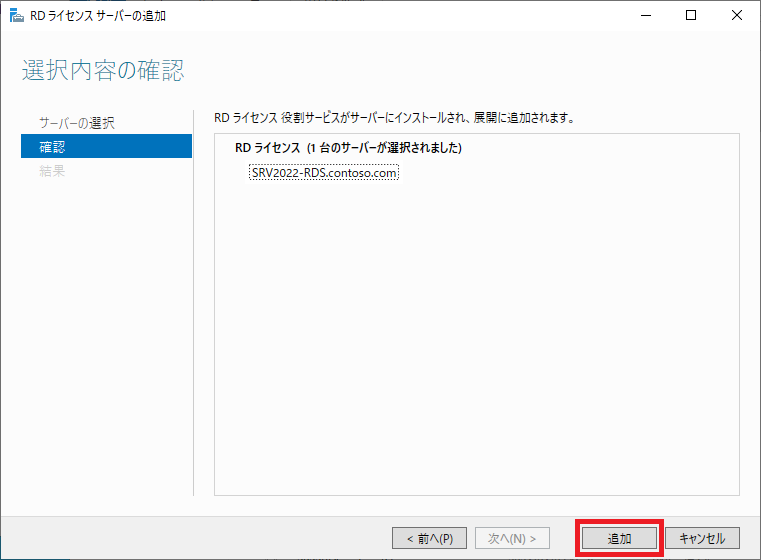 RD ライセンス サーバーの追加
選択内容の確認
サーバーの選択
確認
結果
RD ライセンス 役割サービスがサーバーにインストールされ、展開に追加されます。
RD ライセンス (1 台のサーバーが選択されました)
SRV2022-RDS.contoso.com
< 前へ(P)
次へ(N) >
追加
キャンセル